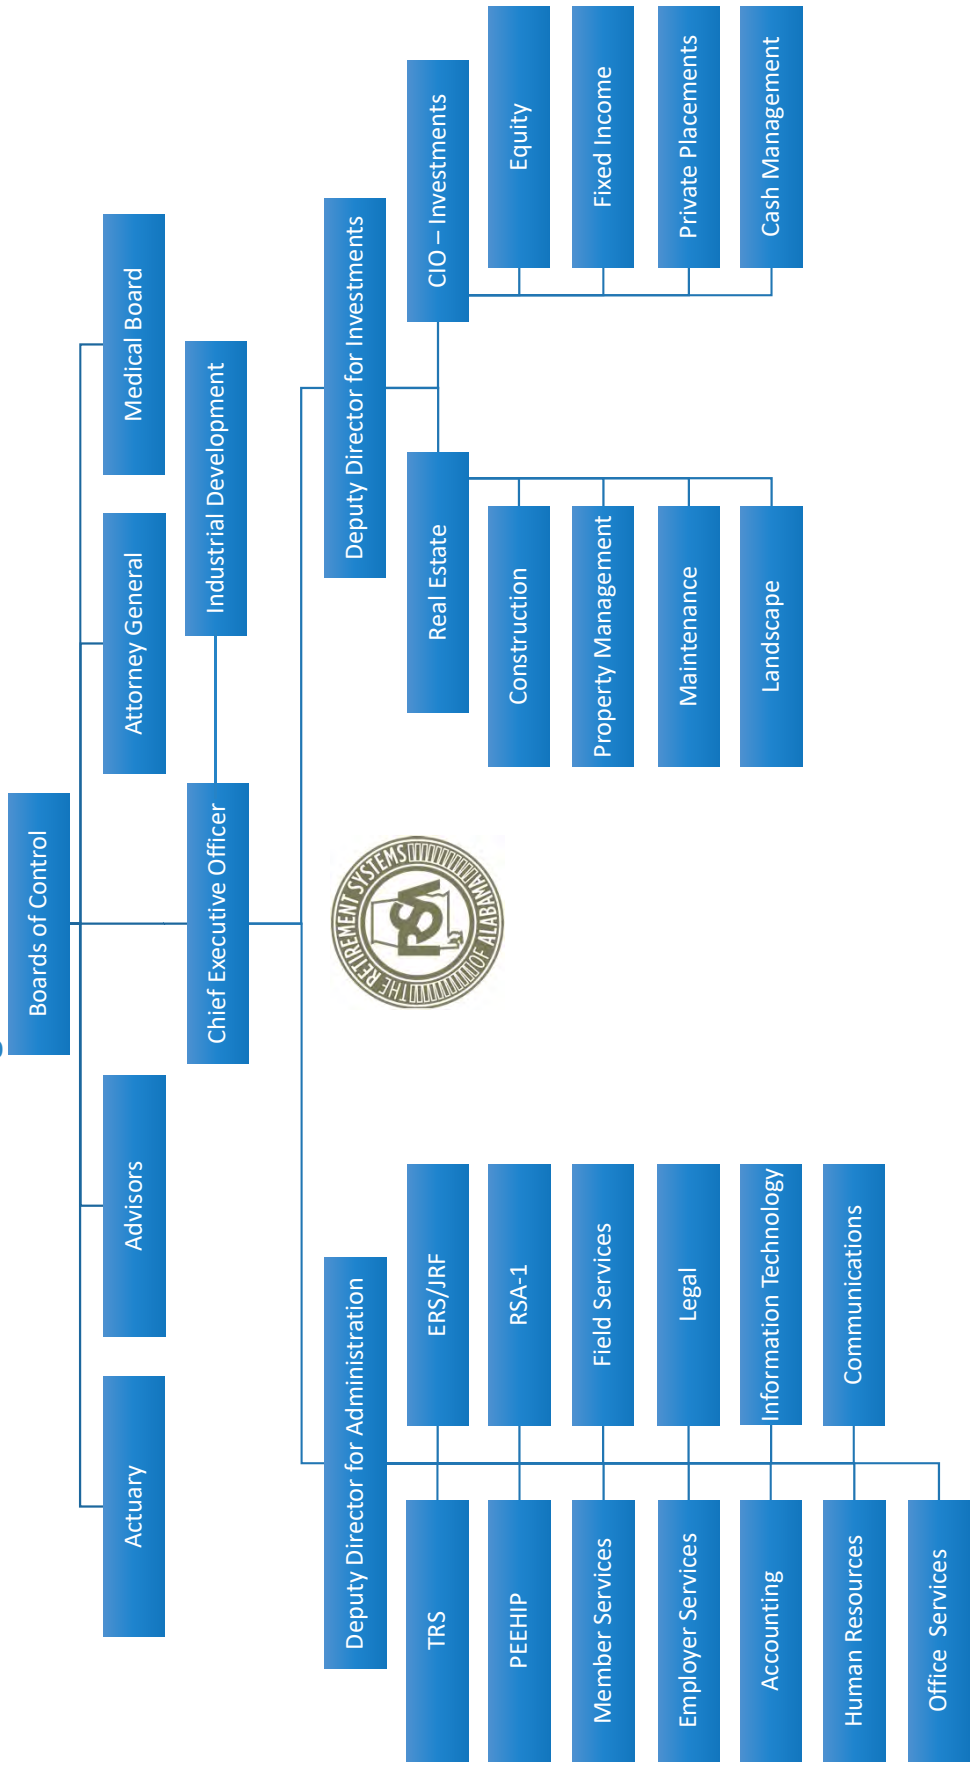 Boards of Control
Actuary
Advisors
Attorney General
Medical Board
Chief Executive Officer
Industrial Development
Deputy Director for Administration
Deputy Director for Investments
TRS
ERS/JRF
PEEHIP
RSA-1
Member Services
Field Services
Employer Services
Legal
Accounting
Information Technology
Human Resources
Communications
Office Services
Real Estate
CIO – Investments
Construction
Property Management
Maintenance
Landscape
Equity
Fixed Income
Private Placements
Cash Management
THE RETIREMENT SYSTEMS
OF ALABAMA
RSA